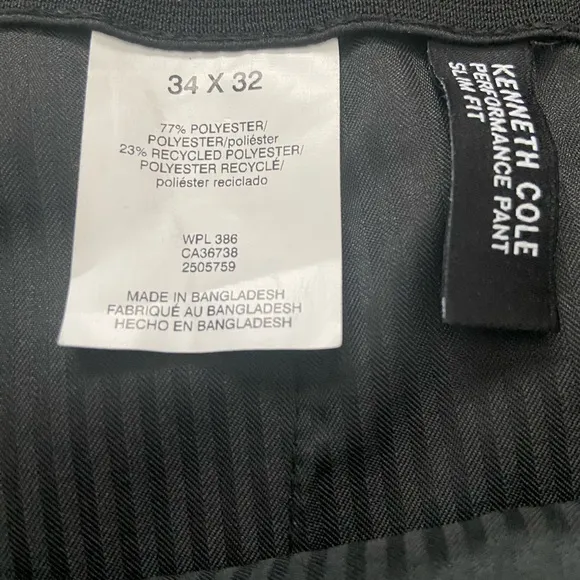 34 X 32
77% POLYESTER/
POLYESTER/poliéster
23% RECYCLED POLYESTER/
POLYESTER RECYCLÉ/
poliéster reciclado
WPL 386
CA36738
2505759
MADE IN BANGLADESH
FABRIQUÉ AU BANGLADESH
HECHO EN BANGLADESH
KENNETH COLE
PERFORMANCE PANT
SLIM FIT